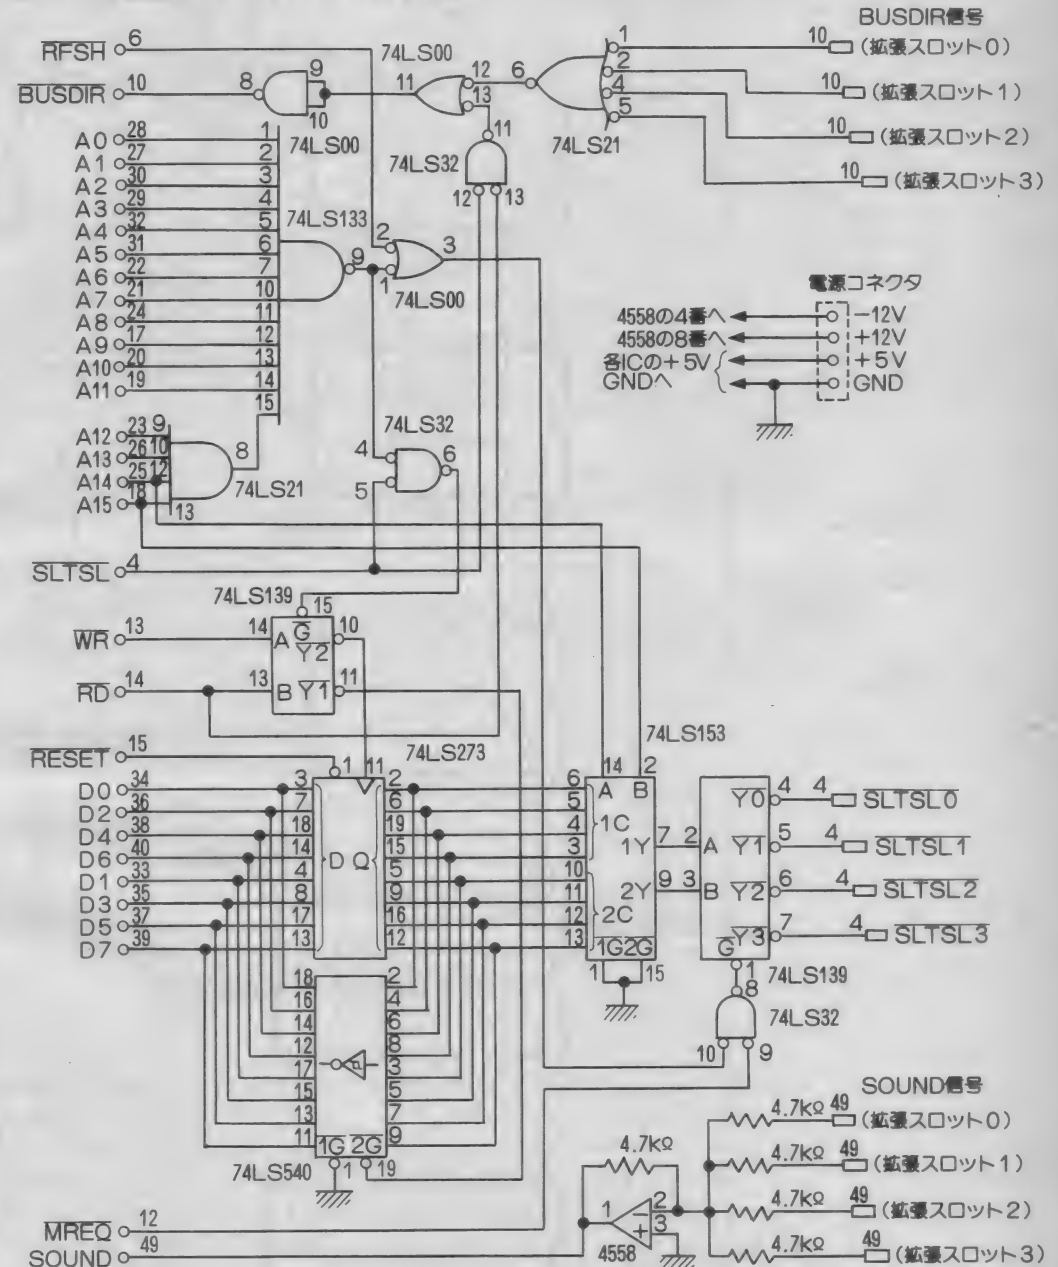 BUSDIR信号
RFSH 6
74LS00
11 12 13 6
1 2 4 5
10 (拡張スロット0)
BUSDIR 10
8 9 10
74LS00
10 (拡張スロット1)
A0 28 1
A1 27 2
A2 30 3
A3 29 4
A4 32 5
A5 31 6
A6 22 7
A7 21 10
A8 24 11
A9 17 12
A10 20 13
A11 19 14
15
74LS133
9
74LS32
11
12 13
74LS21
10 (拡張スロット2)
10 (拡張スロット3)
2 1 3
74LS00
電源コネクタ
4558の4番へ -12V
4558の8番へ +12V
各ICの+5V +5V
GNDへ GND
A12 23 9
A13 26 10
A14 25 12
A15 18 13
8
74LS21
74LS32
4 5 6
SLTSL 4
74LS139
15
WR 13 14 A G Y2 10
RD 14 13 B Y1 11
74LS153
RESET 15 1 11
74LS273
D0 34 3 2
D2 36 7 6
D4 38 18 19
D6 40 14 15
D1 33 4 5
D3 35 8 9
D5 37 17 16
D7 39 13 12
D Q
14 2
A B
6 5 4 3 1C
10 11 12 13 2C
1Y 7 2 A
2Y 9 3 B
1G 2G
1 15
Y0 4 4 SLTSL0
Y1 5 4 SLTSL1
Y2 6 4 SLTSL2
Y3 7 4 SLTSL3
G
1
74LS139
8
74LS32
10 9
18 2
16 4
14 6
12 8
17 3
15 5
13 7
11 9
1G 2G
74LS540 1 19
SOUND信号
4.7kΩ 49 (拡張スロット0)
4.7kΩ
4.7kΩ 49 (拡張スロット1)
4.7kΩ 49 (拡張スロット2)
4.7kΩ 49 (拡張スロット3)
1 2 3
− +
4558
MREQ 12
SOUND 49